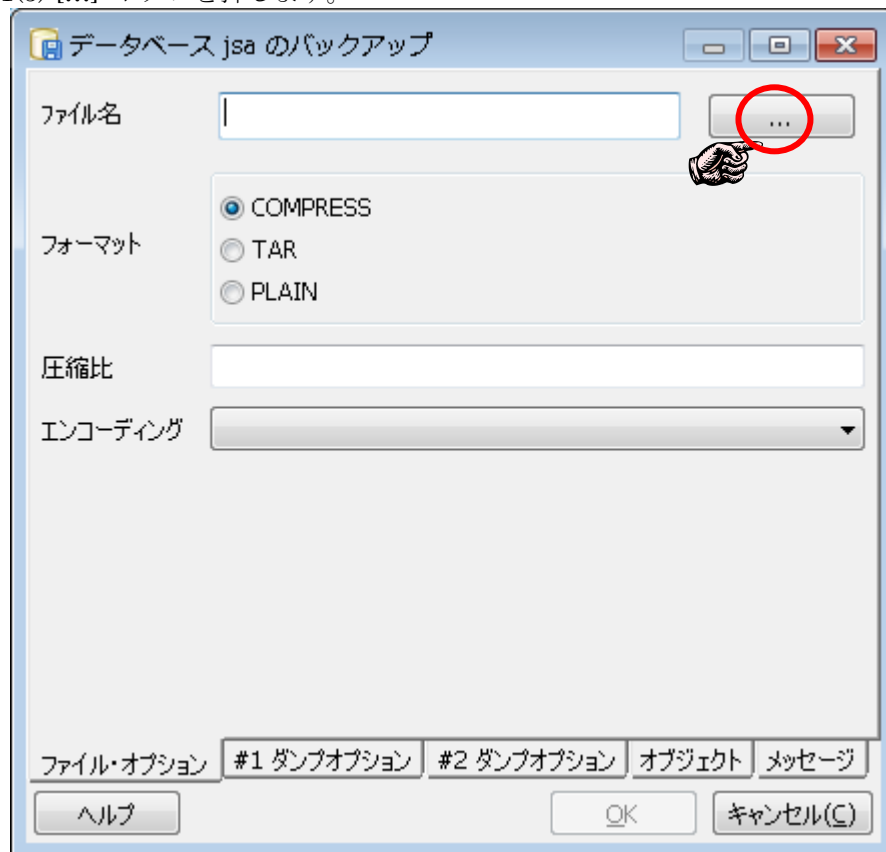 データベース jsa のバックアップ
ファイル名
...
COMPRESS
フォーマット
TAR
PLAIN
圧縮比
エンコーディング
ファイル・オプション #1 ダンプオプション #2 ダンプオプション オブジェクト メッセージ
ヘルプ OK キャンセル(C)